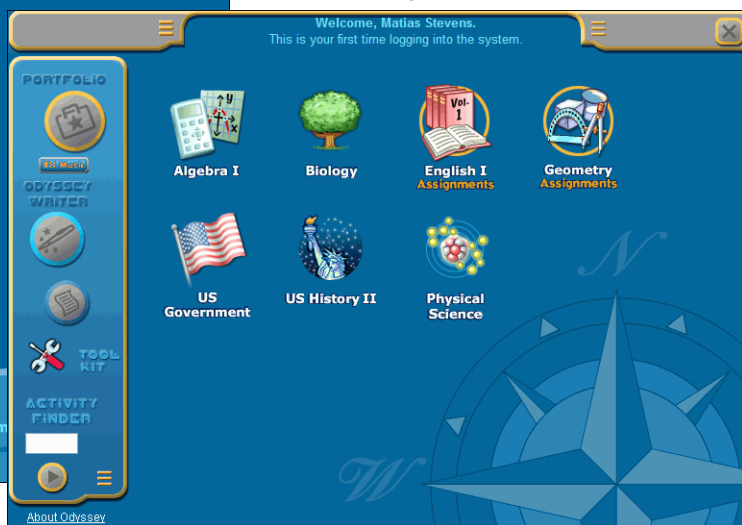 Welcome, Matias Stevens.
This is your first time logging into the system.
PORTFOLIO
ODYSSEY
WRITER
TOOL
KIT
ACTIVITY
FINDER
About Odyssey
y
x
Vol-
I
Algebra I
Biology
English I
Assignments
Geometry
Assignments
US
Government
US History II
Physical
Science
N
W